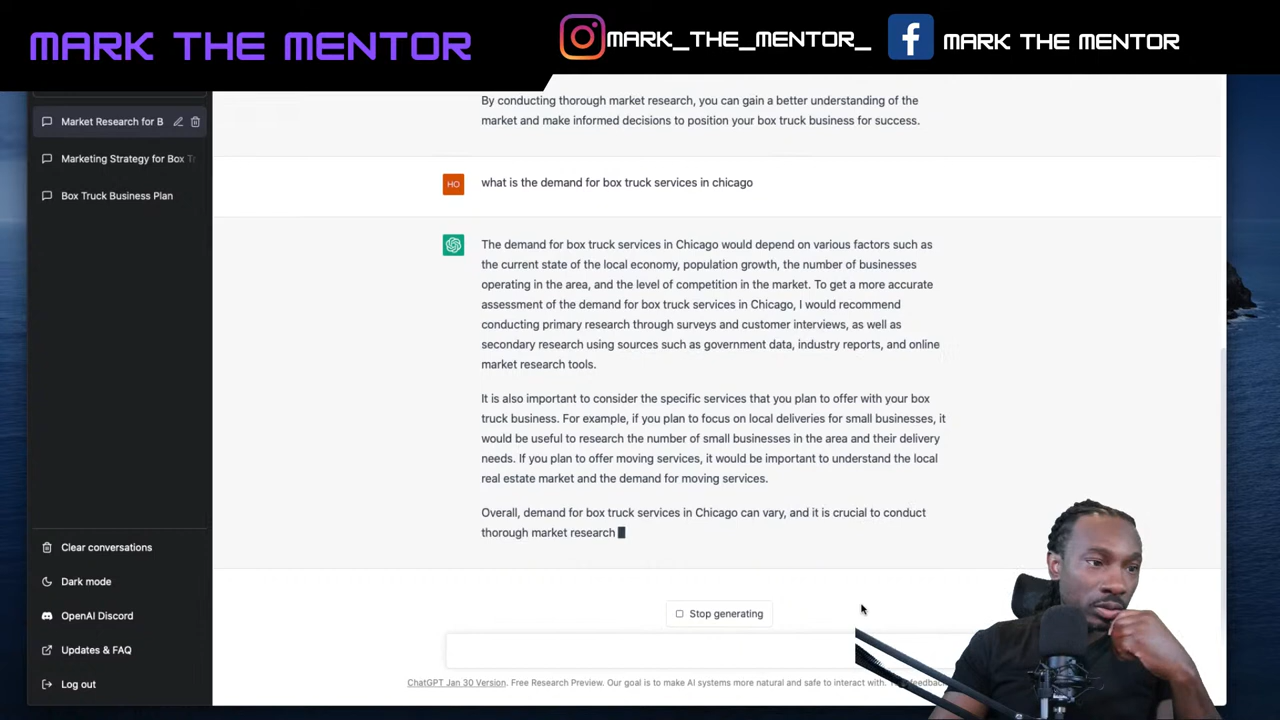 MARK THE MENTOR
MARK_THE_MENTOR_
f MARK THE MENTOR
Market Research for B
Marketing Strategy for Box T
Box Truck Business Plan
By conducting thorough market research, you can gain a better understanding of the
market and make informed decisions to position your box truck business for success.
HO
what is the demand for box truck services in chicago
The demand for box truck services in Chicago would depend on various factors such as
the current state of the local economy, population growth, the number of businesses
operating in the area, and the level of competition in the market. To get a more accurate
assessment of the demand for box truck services in Chicago, I would recommend
conducting primary research through surveys and customer interviews, as well as
secondary research using sources such as government data, industry reports, and online
market research tools.
It is also important to consider the specific services that you plan to offer with your box
truck business. For example, if you plan to focus on local deliveries for small businesses, it
would be useful to research the number of small businesses in the area and their delivery
needs. If you plan to offer moving services, it would be important to understand the local
real estate market and the demand for moving services.
Overall, demand for box truck services in Chicago can vary, and it is crucial to conduct
thorough market research
Clear conversations
Dark mode
OpenAI Discord
Updates & FAQ
Log out
Stop generating
ChatGPT Jan 30 Version. Free Research Preview. Our goal is to make AI systems more natural and safe to interact with.